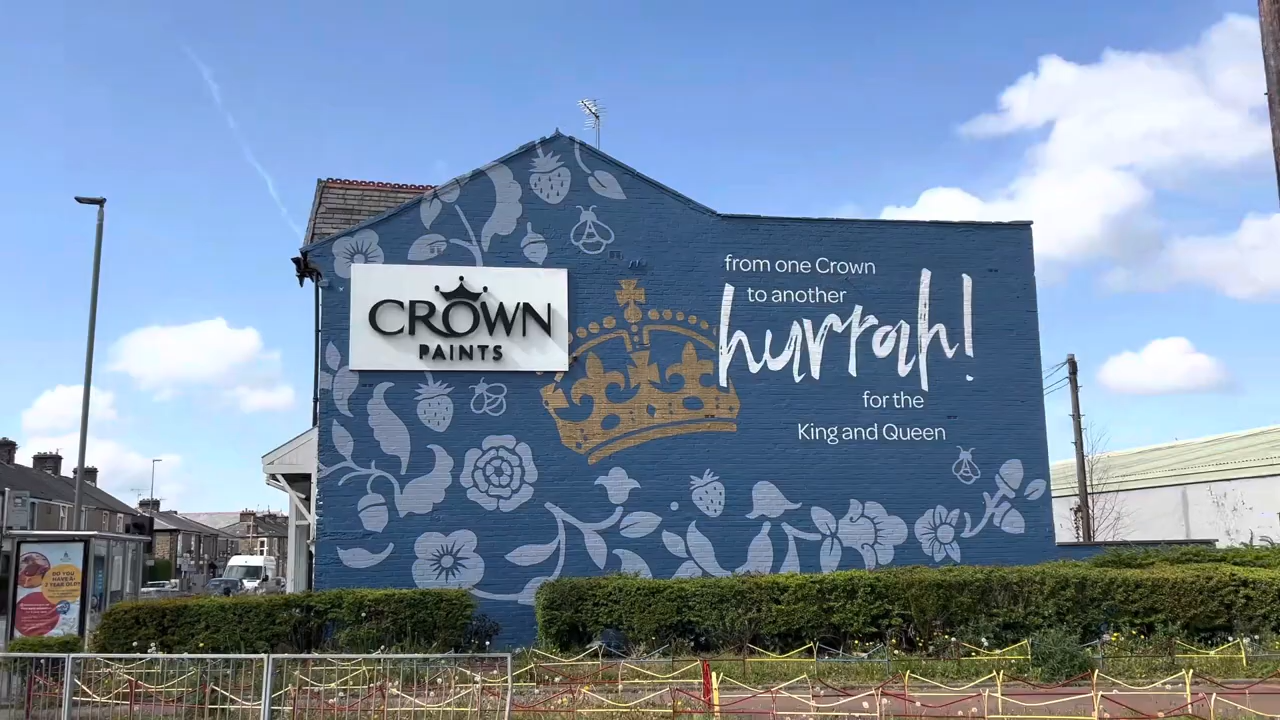 CROWN
PAINTS
from one Crown
to another
hurrah!
for the
King and Queen
DO YOU
HAVE A
2 YEAR OLD?